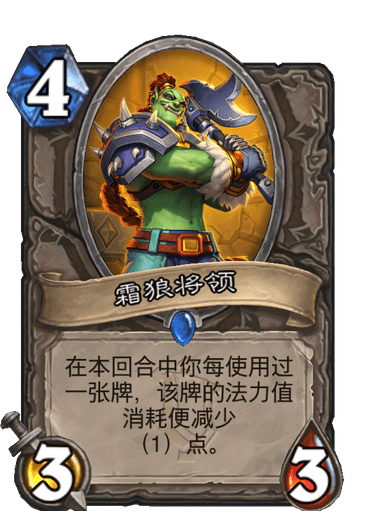 4
霜狼将领
在本回合中你每使用过
一张牌，该牌的法力值
消耗便减少
（1）点。
3
3